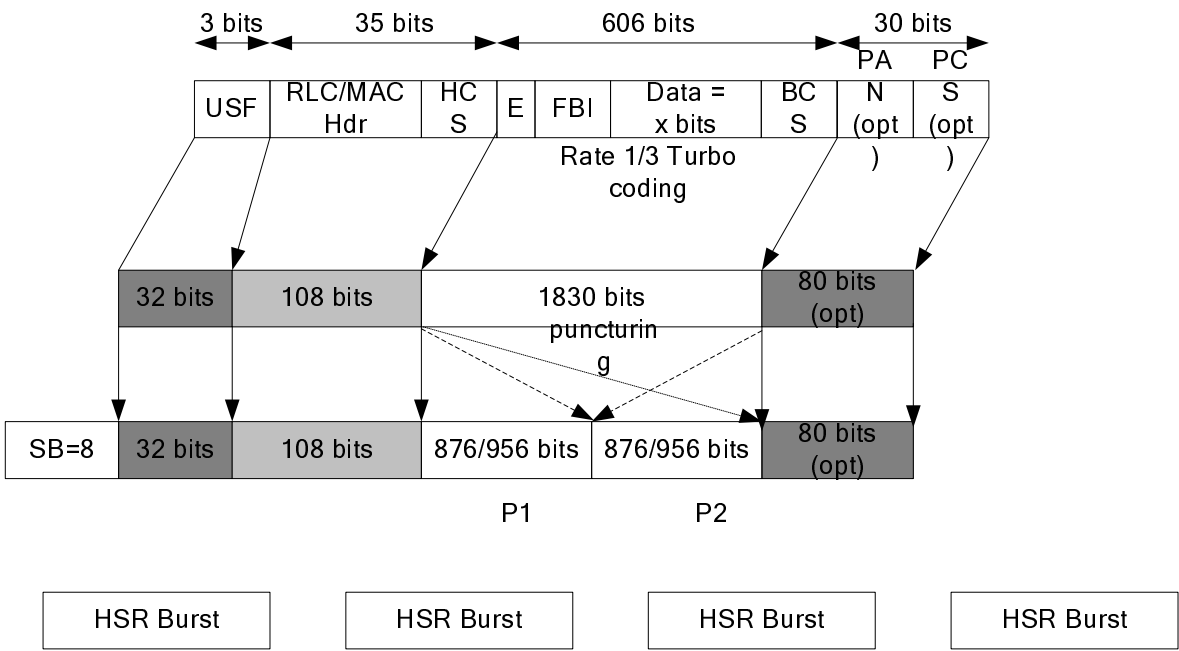 3 bits
35 bits
606 bits
30 bits
USF
RLC/MAC
Hdr
HC
S
E
FBI
Data =
x bits
BC
S
PA
N
(opt
)
PC
S
(opt
)
Rate 1/3 Turbo
coding
32 bits
108 bits
1830 bits
80 bits
(opt)
puncturin
g
SB=8
32 bits
108 bits
876/956 bits
876/956 bits
80 bits
(opt)
P1
P2
HSR Burst
HSR Burst
HSR Burst
HSR Burst